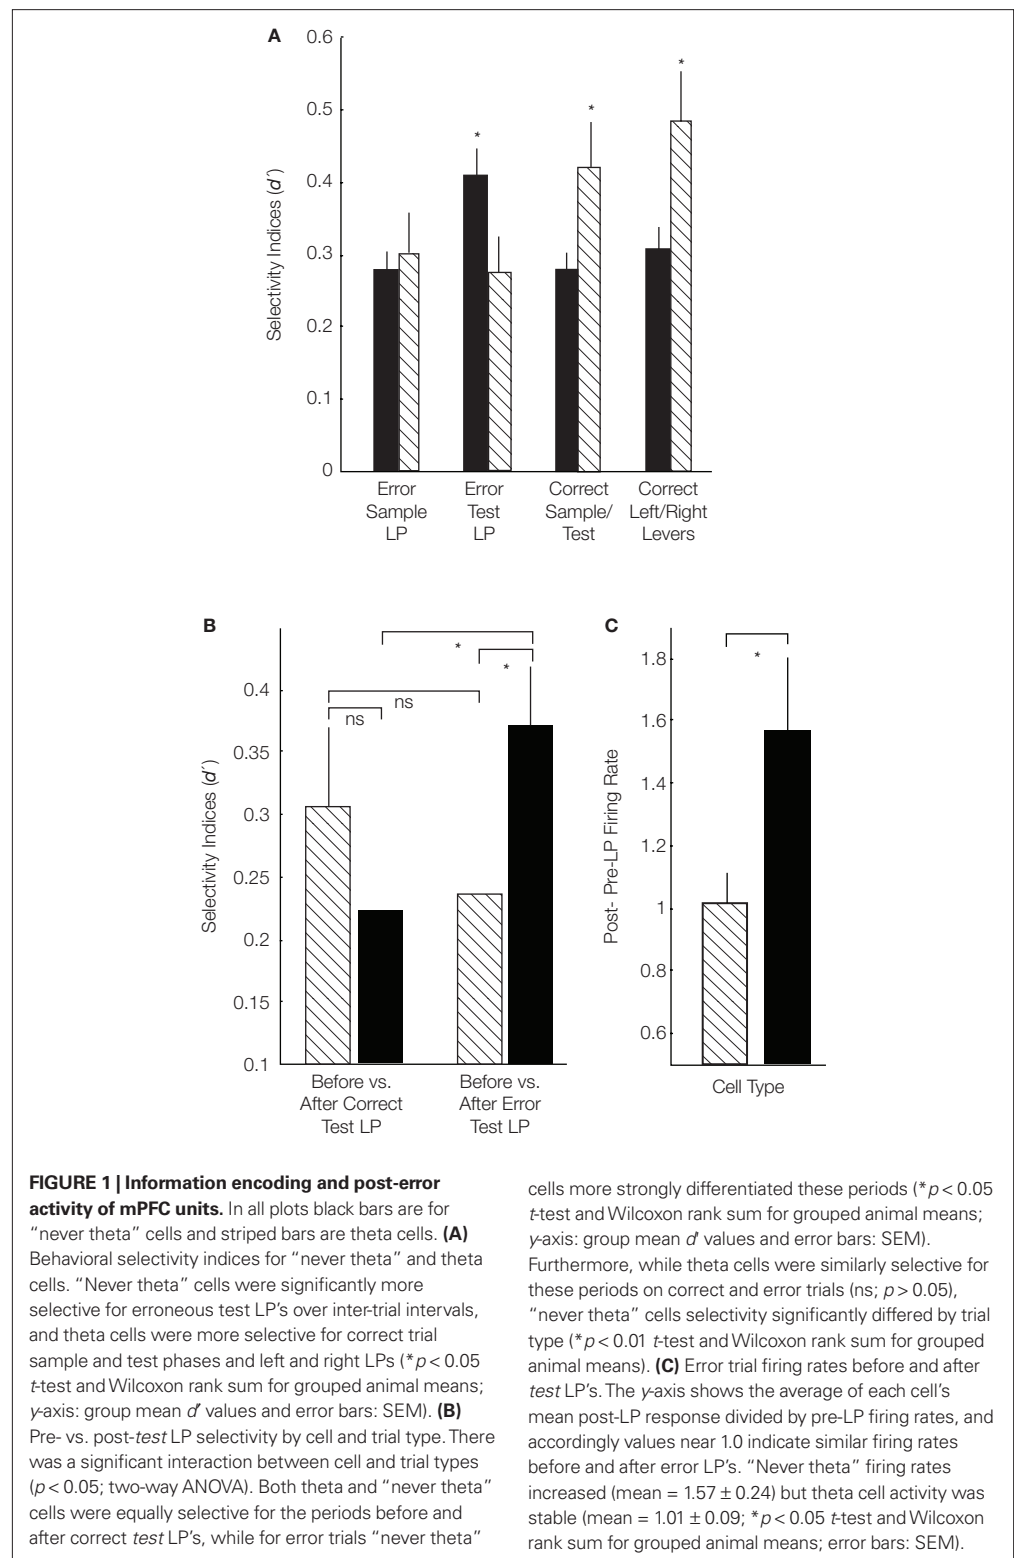 A
0.6
0.5
0.4
0.3
0.2
0.1
0
Selectivity Indices (d´)
*
*
*
Error
Sample
LP
Error
Test
LP
Correct
Sample/
Test
Correct
Left/Right
Levers
B
0.4
0.35
0.3
0.25
0.2
0.15
0.1
Selectivity Indices (d´)
ns
ns
*
*
Before vs.
After Correct
Test LP
Before vs.
After Error
Test LP
C
1.8
1.6
1.4
1.2
1
0.8
0.6
Post- Pre-LP Firing Rate
*
Cell Type
FIGURE 1 | Information encoding and post-error
activity of mPFC units. In all plots black bars are for
“never theta” cells and striped bars are theta cells. (A)
Behavioral selectivity indices for “never theta” and theta
cells. “Never theta” cells were significantly more
selective for erroneous test LP’s over inter-trial intervals,
and theta cells were more selective for correct trial
sample and test phases and left and right LPs (*p < 0.05
t-test and Wilcoxon rank sum for grouped animal means;
y-axis: group mean d′ values and error bars: SEM). (B)
Pre- vs. post-test LP selectivity by cell and trial type. There
was a significant interaction between cell and trial types
(p < 0.05; two-way ANOVA). Both theta and “never theta”
cells were equally selective for the periods before and
after correct test LP’s, while for error trials “never theta”
cells more strongly differentiated these periods (*p < 0.05
t-test and Wilcoxon rank sum for grouped animal means;
y-axis: group mean d′ values and error bars: SEM).
Furthermore, while theta cells were similarly selective for
these periods on correct and error trials (ns; p > 0.05),
“never theta” cells selectivity significantly differed by trial
type (*p < 0.01 t-test and Wilcoxon rank sum for grouped
animal means). (C) Error trial firing rates before and after
test LP’s. The y-axis shows the average of each cell’s
mean post-LP response divided by pre-LP firing rates, and
accordingly values near 1.0 indicate similar firing rates
before and after error LP’s. “Never theta” firing rates
increased (mean = 1.57 ± 0.24) but theta cell activity was
stable (mean = 1.01 ± 0.09; *p < 0.05 t-test and Wilcoxon
rank sum for grouped animal means; error bars: SEM).